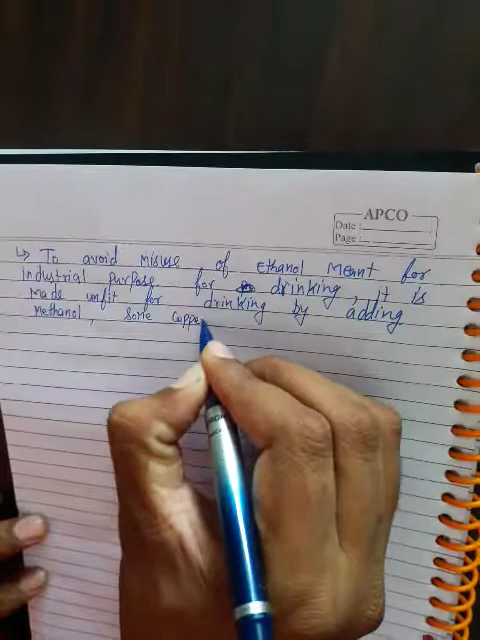 APCO
Date :
Page :
↳ To avoid misuse of ethanol Meant for
industrial purpose for drinking, it is
Made unfit for drinking by adding
methanol, some Coppe